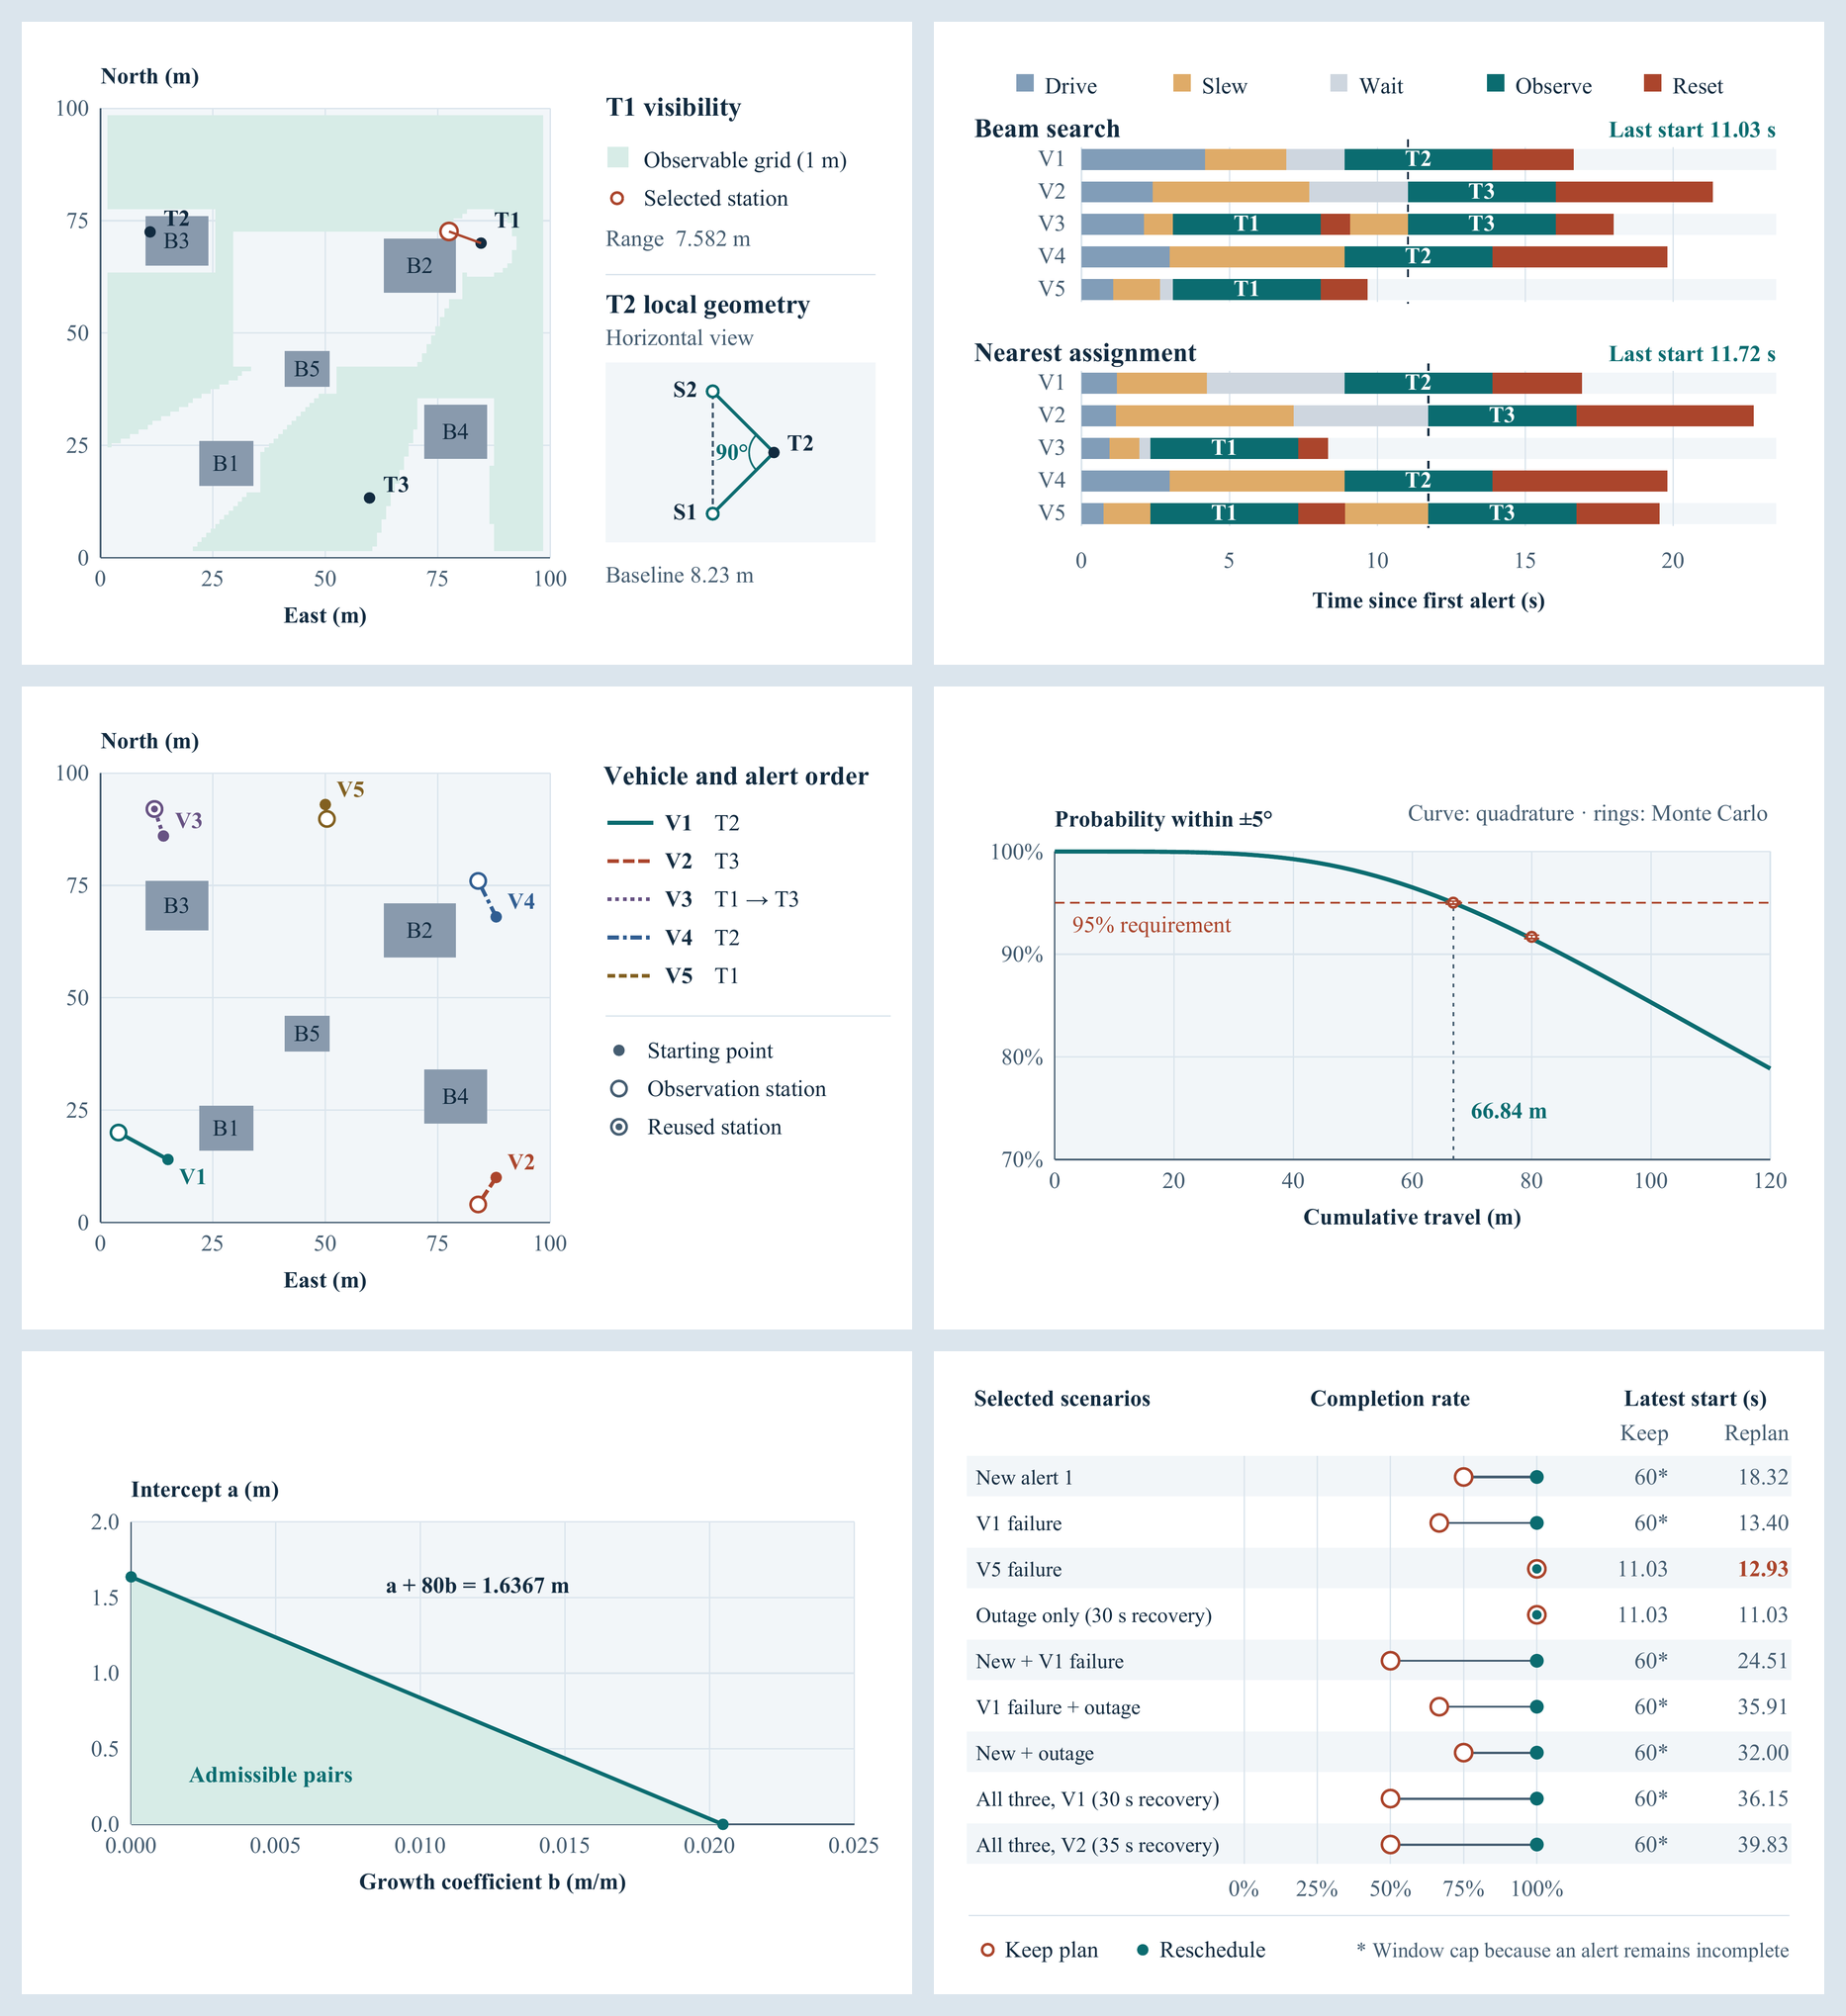 North (m)
100
75
50
25
0
0 25 50 75 100
East (m)
T2
B3
T1
B2
B5
B4
B1
T3
T1 visibility
Observable grid (1 m)
Selected station
Range 7.582 m
T2 local geometry
Horizontal view
S2
90°
T2
S1
Baseline 8.23 m
Drive Slew Wait Observe Reset
Beam search Last start 11.03 s
V1 T2
V2 T3
V3 T1 T3
V4 T2
V5 T1
Nearest assignment Last start 11.72 s
V1 T2
V2 T3
V3 T1
V4 T2
V5 T1 T3
0 5 10 15 20
Time since first alert (s)
North (m)
100
75
50
25
0
0 25 50 75 100
East (m)
V5
V3
B3
V4
B2
B5
B4
B1
V1
V2
Vehicle and alert order
V1 T2
V2 T3
V3 T1 → T3
V4 T2
V5 T1
Starting point
Observation station
Reused station
Probability within ±5°
Curve: quadrature · rings: Monte Carlo
100%
90%
80%
70%
95% requirement
66.84 m
0 20 40 60 80 100 120
Cumulative travel (m)
Intercept a (m)
2.0
1.5
1.0
0.5
0.0
a + 80b = 1.6367 m
Admissible pairs
0.000 0.005 0.010 0.015 0.020 0.025
Growth coefficient b (m/m)
Selected scenarios Completion rate Latest start (s)
Keep Replan
New alert 1 60* 18.32
V1 failure 60* 13.40
V5 failure 11.03 12.93
Outage only (30 s recovery) 11.03 11.03
New + V1 failure 60* 24.51
V1 failure + outage 60* 35.91
New + outage 60* 32.00
All three, V1 (30 s recovery) 60* 36.15
All three, V2 (35 s recovery) 60* 39.83
0% 25% 50% 75% 100%
Keep plan Reschedule * Window cap because an alert remains incomplete